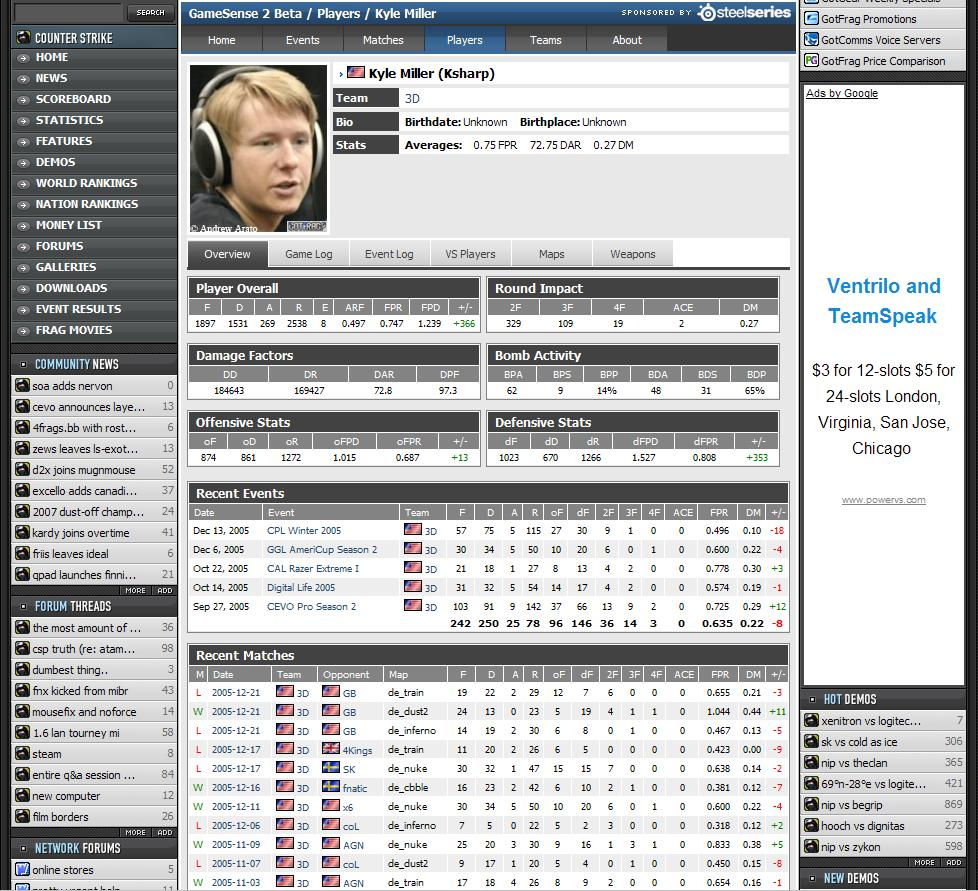 SEARCH
COUNTER STRIKE
HOME
NEWS
SCOREBOARD
STATISTICS
FEATURES
DEMOS
WORLD RANKINGS
NATION RANKINGS
MONEY LIST
FORUMS
GALLERIES
DOWNLOADS
EVENT RESULTS
FRAG MOVIES
COMMUNITY NEWS
soa adds nervon 0
cevo announces laye... 13
4frags.bb with rost... 6
zews leaves ls-exot... 13
d2x joins mugnmouse 52
excello adds canadi... 37
2007 dust-off champ... 24
kardy joins overtime 41
friis leaves ideal 6
qpad launches finni... 21
MORE ADD
FORUM THREADS
the most amount of ... 36
csp truth (re: atam... 98
dumbest thing.. 3
fnx kicked from mibr 43
mousefix and noforce 14
1.6 lan tourney mi 58
steam 8
entire q&a session ... 84
new computer 12
film borders 26
MORE ADD
NETWORK FORUMS
online stores 5
GameSense 2 Beta / Players / Kyle Miller
SPONSORED BY steelseries
Home Events Matches Players Teams About
© Andrew Arato
GOTFRAG?
› Kyle Miller (Ksharp)
Team 3D
Bio Birthdate: Unknown Birthplace: Unknown
Stats Averages: 0.75 FPR 72.75 DAR 0.27 DM
Overview Game Log Event Log VS Players Maps Weapons
Player Overall
F D A R E ARF FPR FPD +/-
1897 1531 269 2538 8 0.497 0.747 1.239 +366
Round Impact
2F 3F 4F ACE DM
329 109 19 2 0.27
Damage Factors
DD DR DAR DPF
184643 169427 72.8 97.3
Bomb Activity
BPA BPS BPP BDA BDS BDP
62 9 14% 48 31 65%
Offensive Stats
oF oD oR oFPD oFPR +/-
874 861 1272 1.015 0.687 +13
Defensive Stats
dF dD dR dFPD dFPR +/-
1023 670 1266 1.527 0.808 +353
Recent Events
Date Event Team F D A R oF dF 2F 3F 4F ACE FPR DM +/-
Dec 13, 2005 CPL Winter 2005 3D 57 75 5 115 27 30 9 1 0 0 0.496 0.10 -18
Dec 6, 2005 GGL AmeriCup Season 2 3D 30 34 5 50 10 20 6 0 1 0 0.600 0.22 -4
Oct 22, 2005 CAL Razer Extreme I 3D 21 18 1 27 8 13 4 2 0 0 0.778 0.30 +3
Oct 14, 2005 Digital Life 2005 3D 31 32 5 54 14 17 4 2 0 0 0.574 0.19 -1
Sep 27, 2005 CEVO Pro Season 2 3D 103 91 9 142 37 66 13 9 2 0 0.725 0.29 +12
242 250 25 78 96 146 36 14 3 0 0.635 0.22 -8
Recent Matches
M Date Team Opponent Map F D A R oF dF 2F 3F 4F ACE FPR DM +/-
L 2005-12-21 3D GB de_train 19 22 2 29 12 7 6 0 0 0 0.655 0.21 -3
W 2005-12-21 3D GB de_dust2 24 13 0 23 5 19 4 1 1 0 1.044 0.44 +11
L 2005-12-21 3D GB de_inferno 14 19 2 30 6 8 0 1 0 0 0.467 0.13 -5
L 2005-12-17 3D 4Kings de_train 11 20 2 26 6 5 0 0 0 0 0.423 0.00 -9
L 2005-12-17 3D SK de_nuke 30 32 1 47 15 15 7 0 0 0 0.638 0.14 -2
W 2005-12-16 3D fnatic de_cbble 16 23 2 42 6 10 2 1 0 0 0.381 0.12 -7
W 2005-12-11 3D x6 de_nuke 30 34 5 50 10 20 6 0 1 0 0.600 0.22 -4
L 2005-12-06 3D coL de_inferno 7 5 0 22 5 2 3 0 0 0 0.318 0.12 +2
W 2005-11-09 3D AGN de_nuke 25 20 3 30 9 16 1 3 1 0 0.833 0.38 +5
L 2005-11-07 3D coL de_dust2 9 17 1 20 5 4 0 1 0 0 0.450 0.15 -8
W 2005-11-03 3D AGN de_train 17 18 4 26 8 9 2 0 0 0 0.654 0.16 -1
GotFrag Promotions
GotComms Voice Servers
GotFrag Price Comparison
Ads by Google
Ventrilo and
TeamSpeak
$3 for 12-slots $5 for
24-slots London,
Virginia, San Jose,
Chicago
www.powervs.com
HOT DEMOS
xenitron vs logitec... 7
sk vs cold as ice 306
nip vs theclan 365
69°n-28°e vs logite... 421
nip vs begrip 869
hooch vs dignitas 273
nip vs zykon 598
MORE ADD
NEW DEMOS